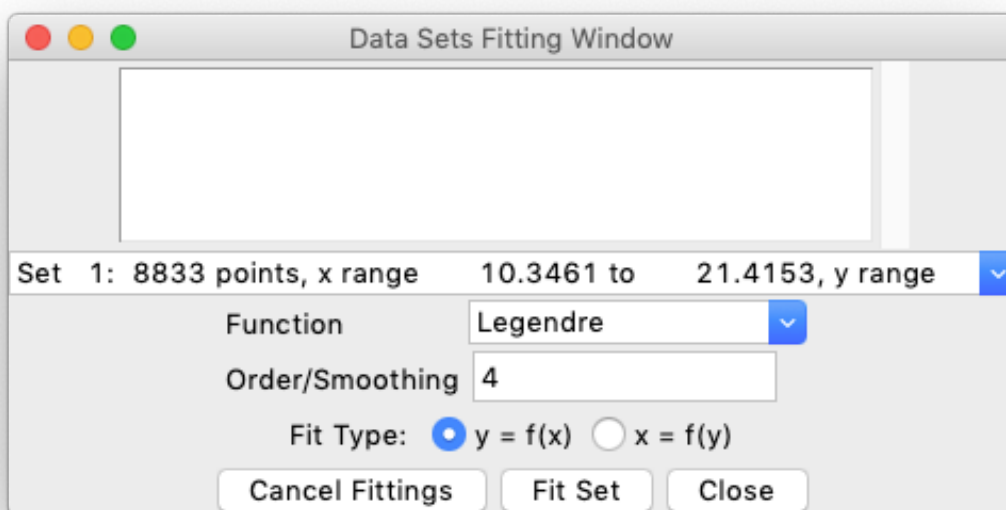 Data Sets Fitting Window
Set 1: 8833 points, x range 10.3461 to 21.4153, y range
Function Legendre
Order/Smoothing 4
Fit Type: y = f(x) x = f(y)
Cancel Fittings Fit Set Close